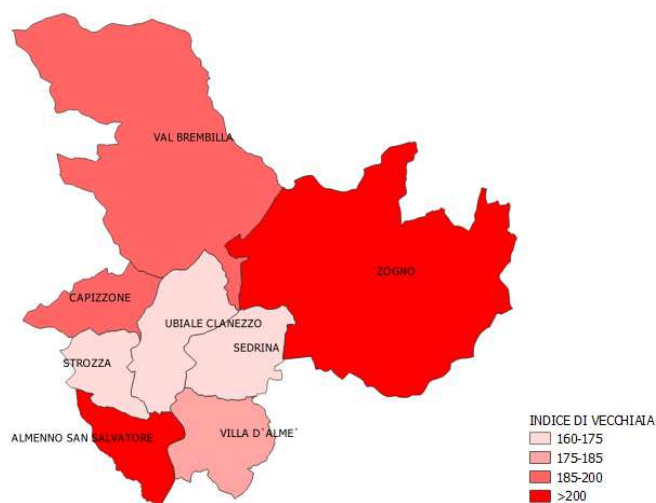 VAL BREMBILLA
ZOGNO
CAPIZZONE
UBIALE CLANEZZO
SEDRINA
STROZZA
ALMENNO SAN SALVATORE
VILLA D`ALME`
INDICE DI VECCHIAIA
160-175
175-185
185-200
>200